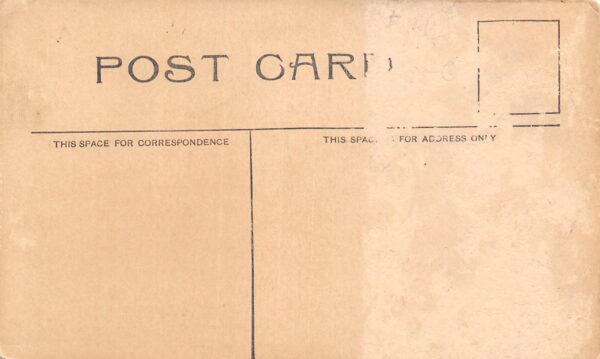 POST CARD
THIS SPACE FOR CORRESPONDENCE
THIS SPACE FOR ADDRESS ONLY